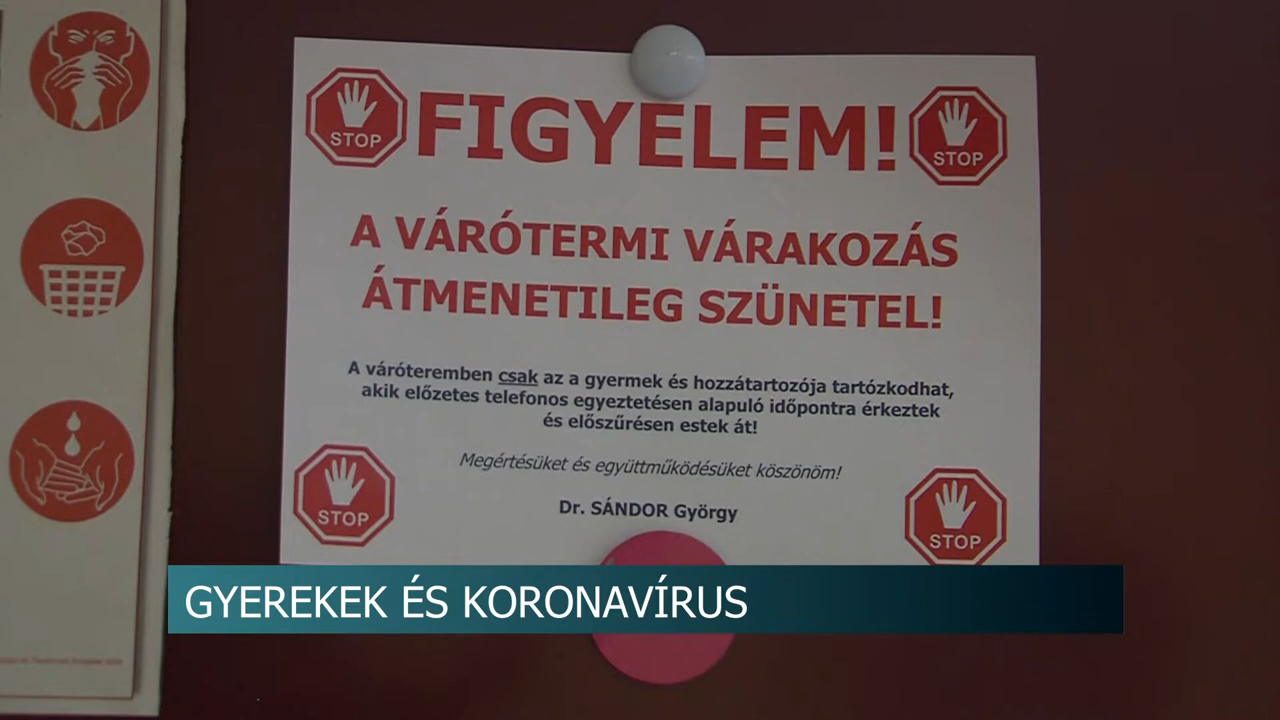 STOP
FIGYELEM!
STOP
A VÁRÓTERMI VÁRAKOZÁS
ÁTMENETILEG SZÜNETEL!
A váróteremben csak az a gyermek és hozzátartozója tartózkodhat,
akik előzetes telefonos egyeztetésen alapuló időpontra érkeztek
és előszűrésen estek át!
Megértésüket és együttműködésüket köszönöm!
Dr. SÁNDOR György
STOP
STOP
GYEREKEK ÉS KORONAVÍRUS